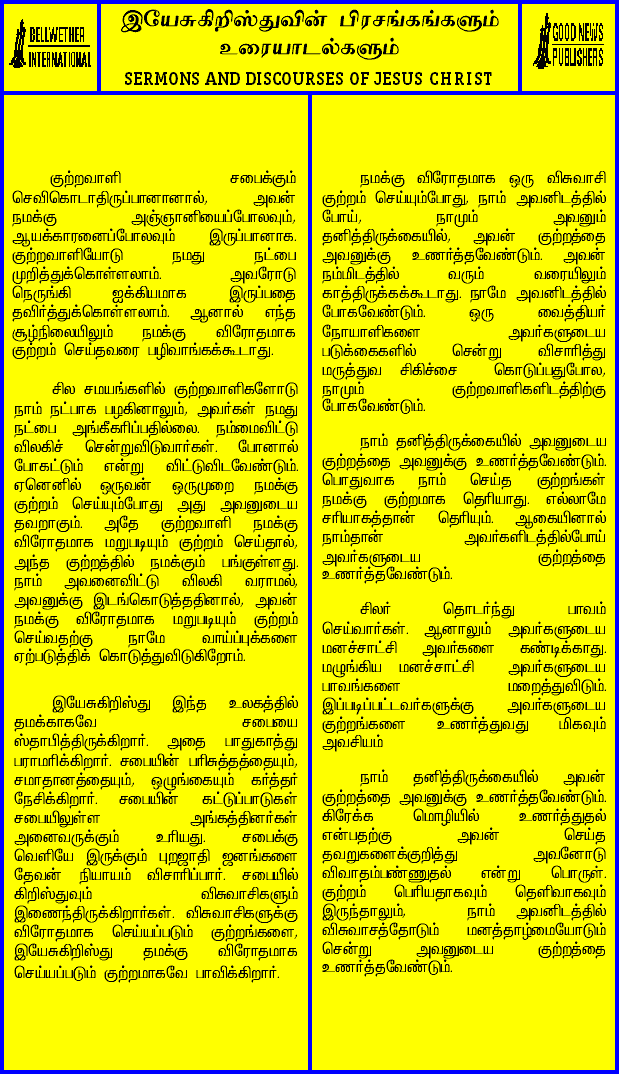 BELLWETHER
INTERNATIONAL
இயேசுகிறிஸ்துவின் பிரசங்கங்களும்
உரையாடல்களும்
SERMONS AND DISCOURSES OF JESUS CHRIST
GOOD NEWS
PUBLISHERS
குற்றவாளி சபைக்கும்
செவிகொடாதிருப்பானானால், அவன்
நமக்கு அஞ்ஞானியைப்போலவும்,
ஆயக்காரனைப்போலவும் இருப்பானாக.
குற்றவாளியோடு நமது நட்பை
முறித்துக்கொள்ளலாம். அவரோடு
நெருங்கி ஐக்கியமாக இருப்பதை
தவிர்த்துக்கொள்ளலாம். ஆனால் எந்த
சூழ்நிலையிலும் நமக்கு விரோதமாக
குற்றம் செய்தவரை பழிவாங்கக்கூடாது.
சில சமயங்களில் குற்றவாளிகளோடு
நாம் நட்பாக பழகினாலும், அவர்கள் நமது
நட்பை அங்கீகரிப்பதில்லை. நம்மைவிட்டு
விலகிச் சென்றுவிடுவார்கள். போனால்
போகட்டும் என்று விட்டுவிடவேண்டும்.
ஏனெனில் ஒருவன் ஒருமுறை நமக்கு
குற்றம் செய்யும்போது அது அவனுடைய
தவறாகும். அதே குற்றவாளி நமக்கு
விரோதமாக மறுபடியும் குற்றம் செய்தால்,
அந்த குற்றத்தில் நமக்கும் பங்குள்ளது.
நாம் அவனைவிட்டு விலகி வராமல்,
அவனுக்கு இடங்கொடுத்ததினால், அவன்
நமக்கு விரோதமாக மறுபடியும் குற்றம்
செய்வதற்கு நாமே வாய்ப்புக்களை
ஏற்படுத்திக் கொடுத்துவிடுகிறோம்.
இயேசுகிறிஸ்து இந்த உலகத்தில்
தமக்காகவே சபையை
ஸ்தாபித்திருக்கிறார். அதை பாதுகாத்து
பராமரிக்கிறார். சபையின் பரிசுத்தத்தையும்,
சமாதானத்தையும், ஒழுங்கையும் கர்த்தர்
நேசிக்கிறார். சபையின் கட்டுப்பாடுகள்
சபையிலுள்ள அங்கத்தினர்கள்
அனைவருக்கும் உரியது. சபைக்கு
வெளியே இருக்கும் புறஜாதி ஜனங்களை
தேவன் நியாயம் விசாரிப்பார். சபையில்
கிறிஸ்துவும் விசுவாசிகளும்
இணைந்திருக்கிறார்கள். விசுவாசிகளுக்கு
விரோதமாக செய்யப்படும் குற்றங்களை,
இயேசுகிறிஸ்து தமக்கு விரோதமாக
செய்யப்படும் குற்றமாகவே பாவிக்கிறார்.
நமக்கு விரோதமாக ஒரு விசுவாசி
குற்றம் செய்யும்போது, நாம் அவனிடத்தில்
போய், நாமும் அவனும்
தனித்திருக்கையில், அவன் குற்றத்தை
அவனுக்கு உணர்த்தவேண்டும். அவன்
நம்மிடத்தில் வரும் வரையிலும்
காத்திருக்கக்கூடாது. நாமே அவனிடத்தில்
போகவேண்டும். ஒரு வைத்தியர்
நோயாளிகளை அவர்களுடைய
படுக்கைகளில் சென்று விசாரித்து
மருத்துவ சிகிச்சை கொடுப்பதுபோல,
நாமும் குற்றவாளிகளிடத்திற்கு
போகவேண்டும்.
நாம் தனித்திருக்கையில் அவனுடைய
குற்றத்தை அவனுக்கு உணர்த்தவேண்டும்.
பொதுவாக நாம் செய்த குற்றங்கள்
நமக்கு குற்றமாக தெரியாது. எல்லாமே
சரியாகத்தான் தெரியும். ஆகையினால்
நாம்தான் அவர்களிடத்தில்போய்
அவர்களுடைய குற்றத்தை
உணர்த்தவேண்டும்.
சிலர் தொடர்ந்து பாவம்
செய்வார்கள். ஆனாலும் அவர்களுடைய
மனச்சாட்சி அவர்களை கண்டிக்காது.
மழுங்கிய மனச்சாட்சி அவர்களுடைய
பாவங்களை மறைத்துவிடும்.
இப்படிப்பட்டவர்களுக்கு அவர்களுடைய
குற்றங்களை உணர்த்துவது மிகவும்
அவசியம்
நாம் தனித்திருக்கையில் அவன்
குற்றத்தை அவனுக்கு உணர்த்தவேண்டும்.
கிரேக்க மொழியில் உணர்த்துதல்
என்பதற்கு அவன் செய்த
தவறுகளைக்குறித்து அவனோடு
விவாதம்பண்ணுதல் என்று பொருள்.
குற்றம் பெரியதாகவும் தெளிவாகவும்
இருந்தாலும், நாம் அவனிடத்தில்
விசுவாசத்தோடும் மனத்தாழ்மையோடும்
சென்று அவனுடைய குற்றத்தை
உணர்த்தவேண்டும்.